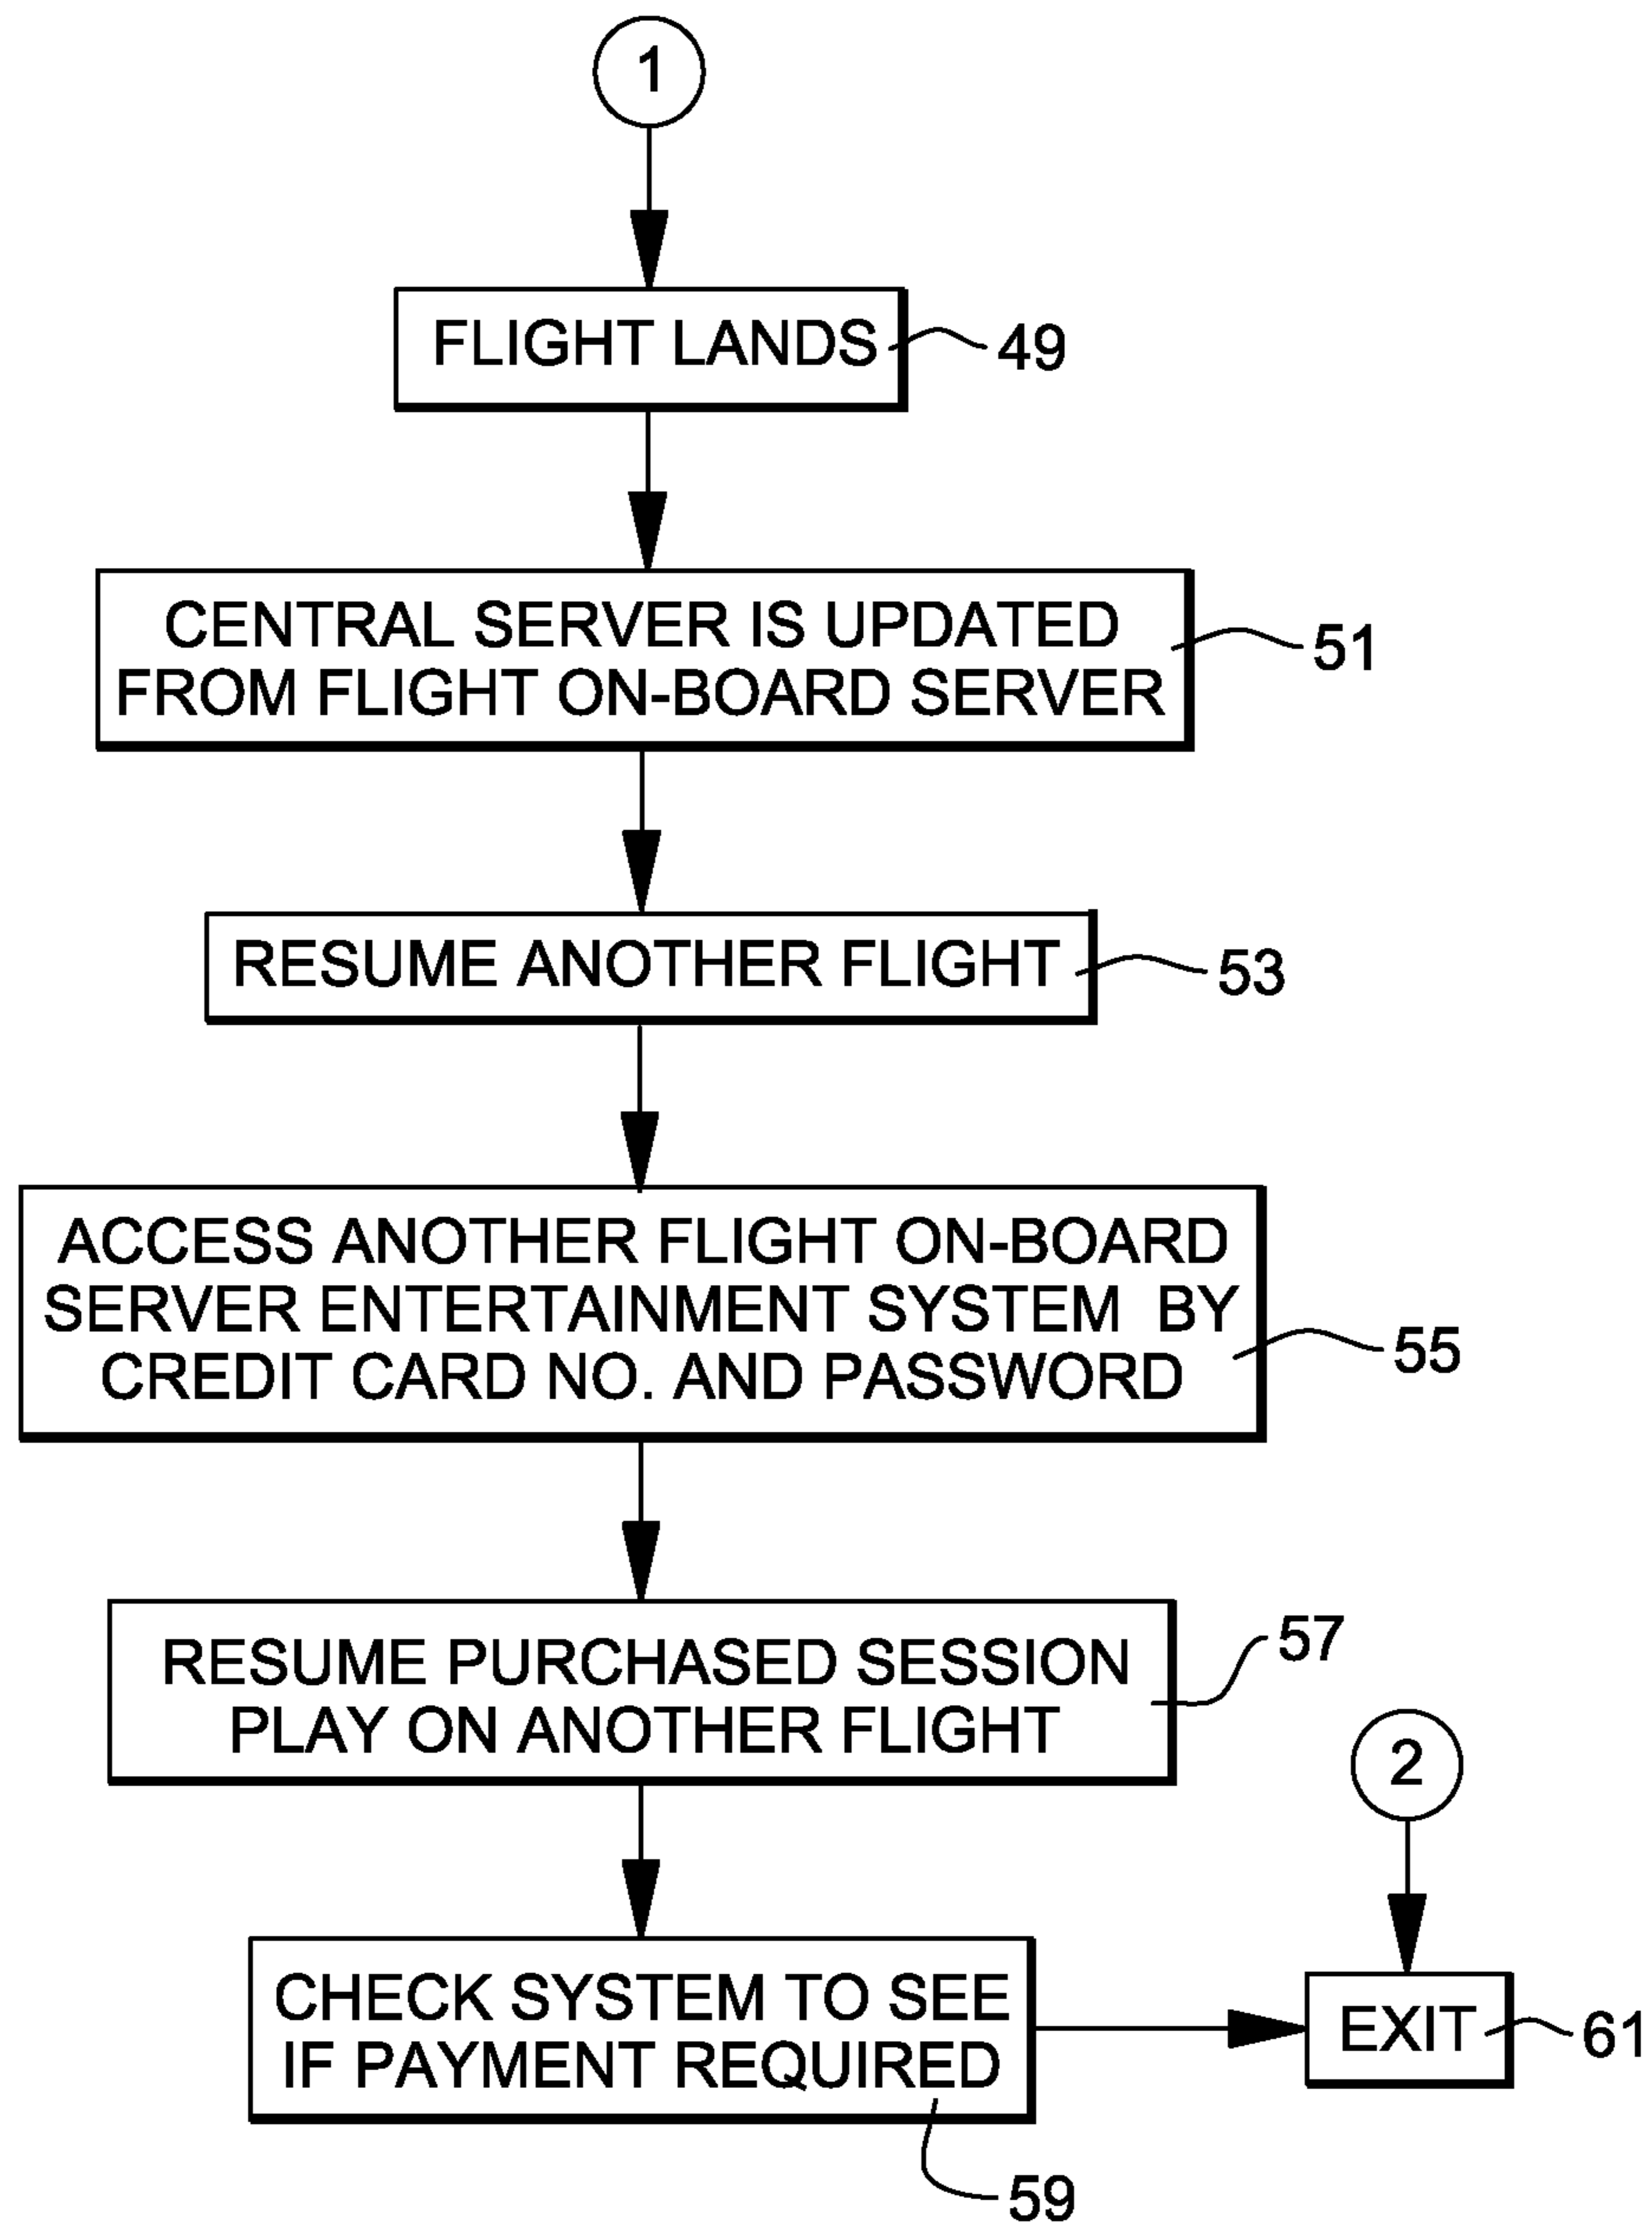 1
FLIGHT LANDS
49
CENTRAL SERVER IS UPDATED
FROM FLIGHT ON-BOARD SERVER
51
RESUME ANOTHER FLIGHT
53
ACCESS ANOTHER FLIGHT ON-BOARD
SERVER ENTERTAINMENT SYSTEM BY
CREDIT CARD NO. AND PASSWORD
55
RESUME PURCHASED SESSION
PLAY ON ANOTHER FLIGHT
57
2
CHECK SYSTEM TO SEE
IF PAYMENT REQUIRED
59
EXIT
61